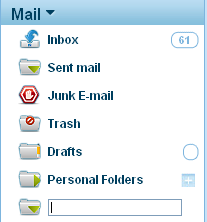 Mail
Inbox 61
Sent mail
Junk E-mail
Trash
Drafts
Personal Folders